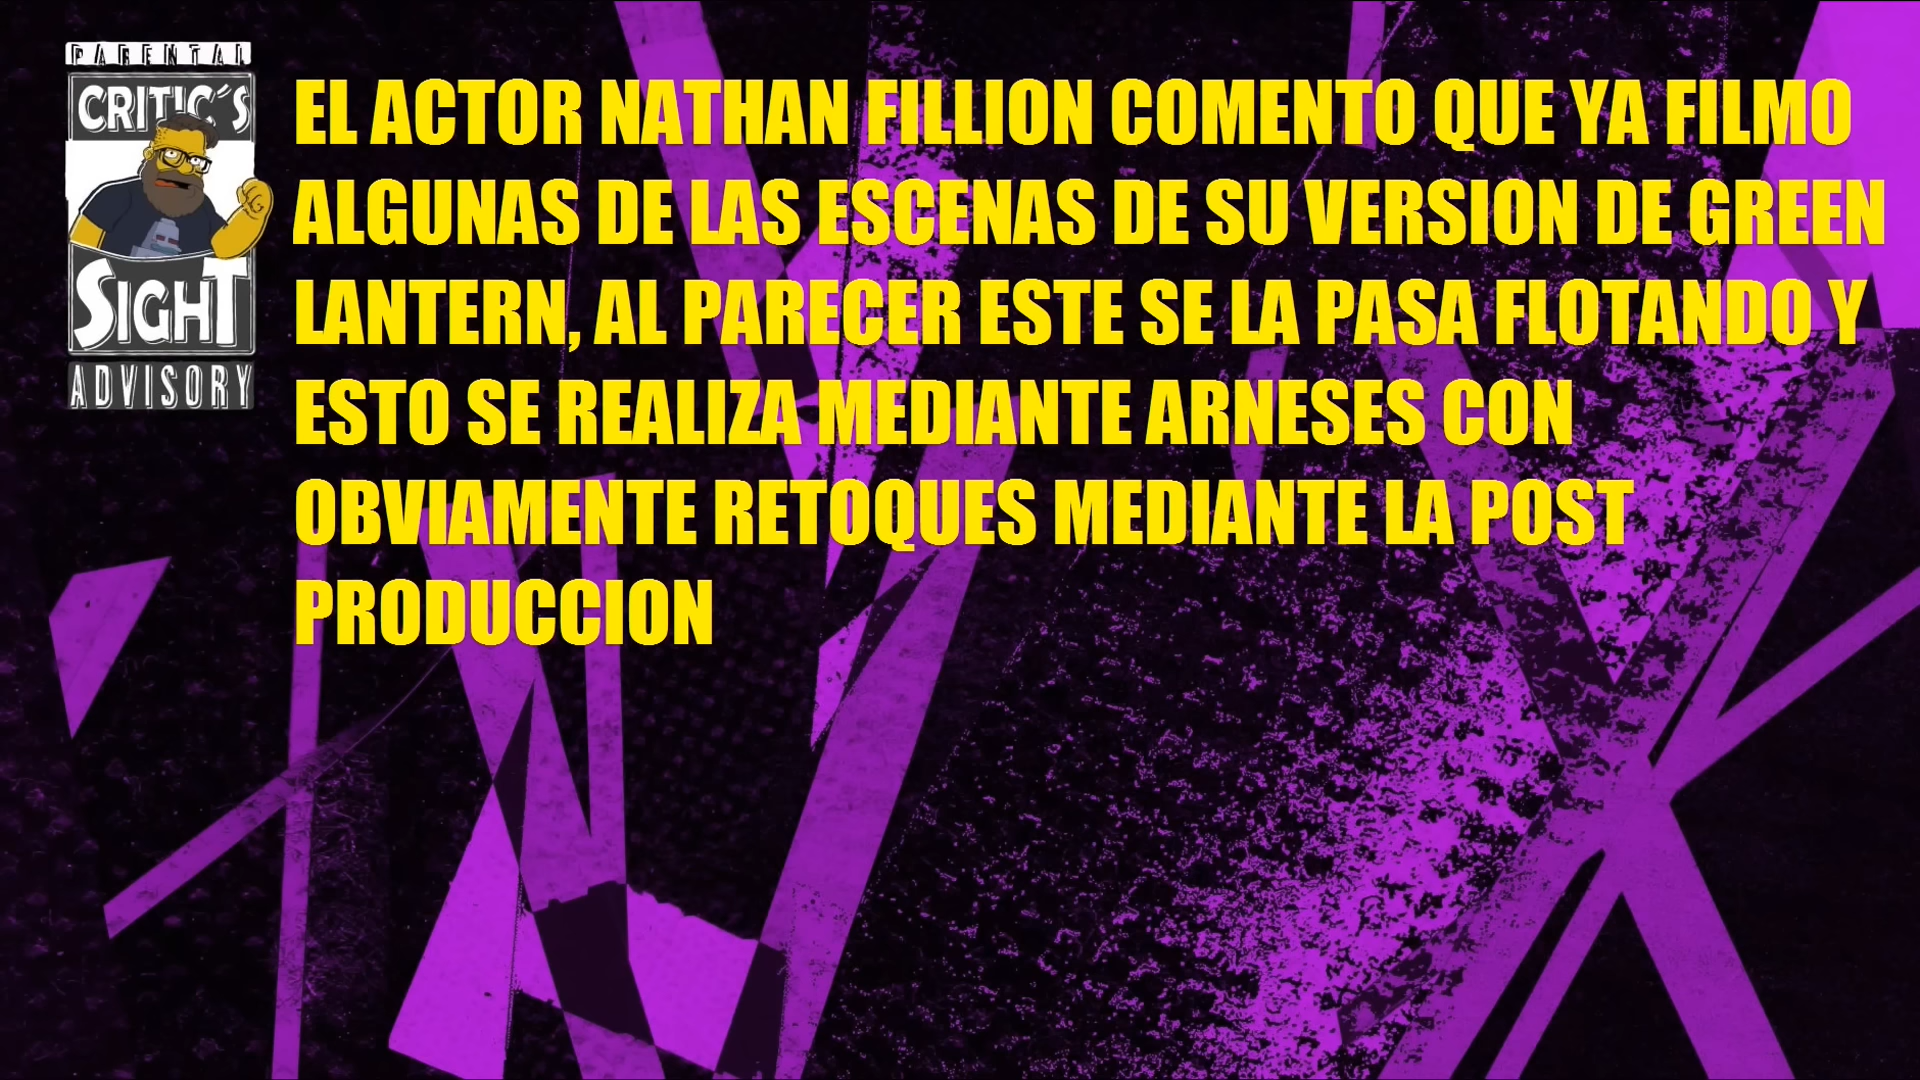 PARENTAL
CRITIC´S
SIGHT
ADVISORY
EL ACTOR NATHAN FILLION COMENTO QUE YA FILMO
ALGUNAS DE LAS ESCENAS DE SU VERSION DE GREEN
LANTERN, AL PARECER ESTE SE LA PASA FLOTANDO Y
ESTO SE REALIZA MEDIANTE ARNESES CON
OBVIAMENTE RETOQUES MEDIANTE LA POST
PRODUCCION